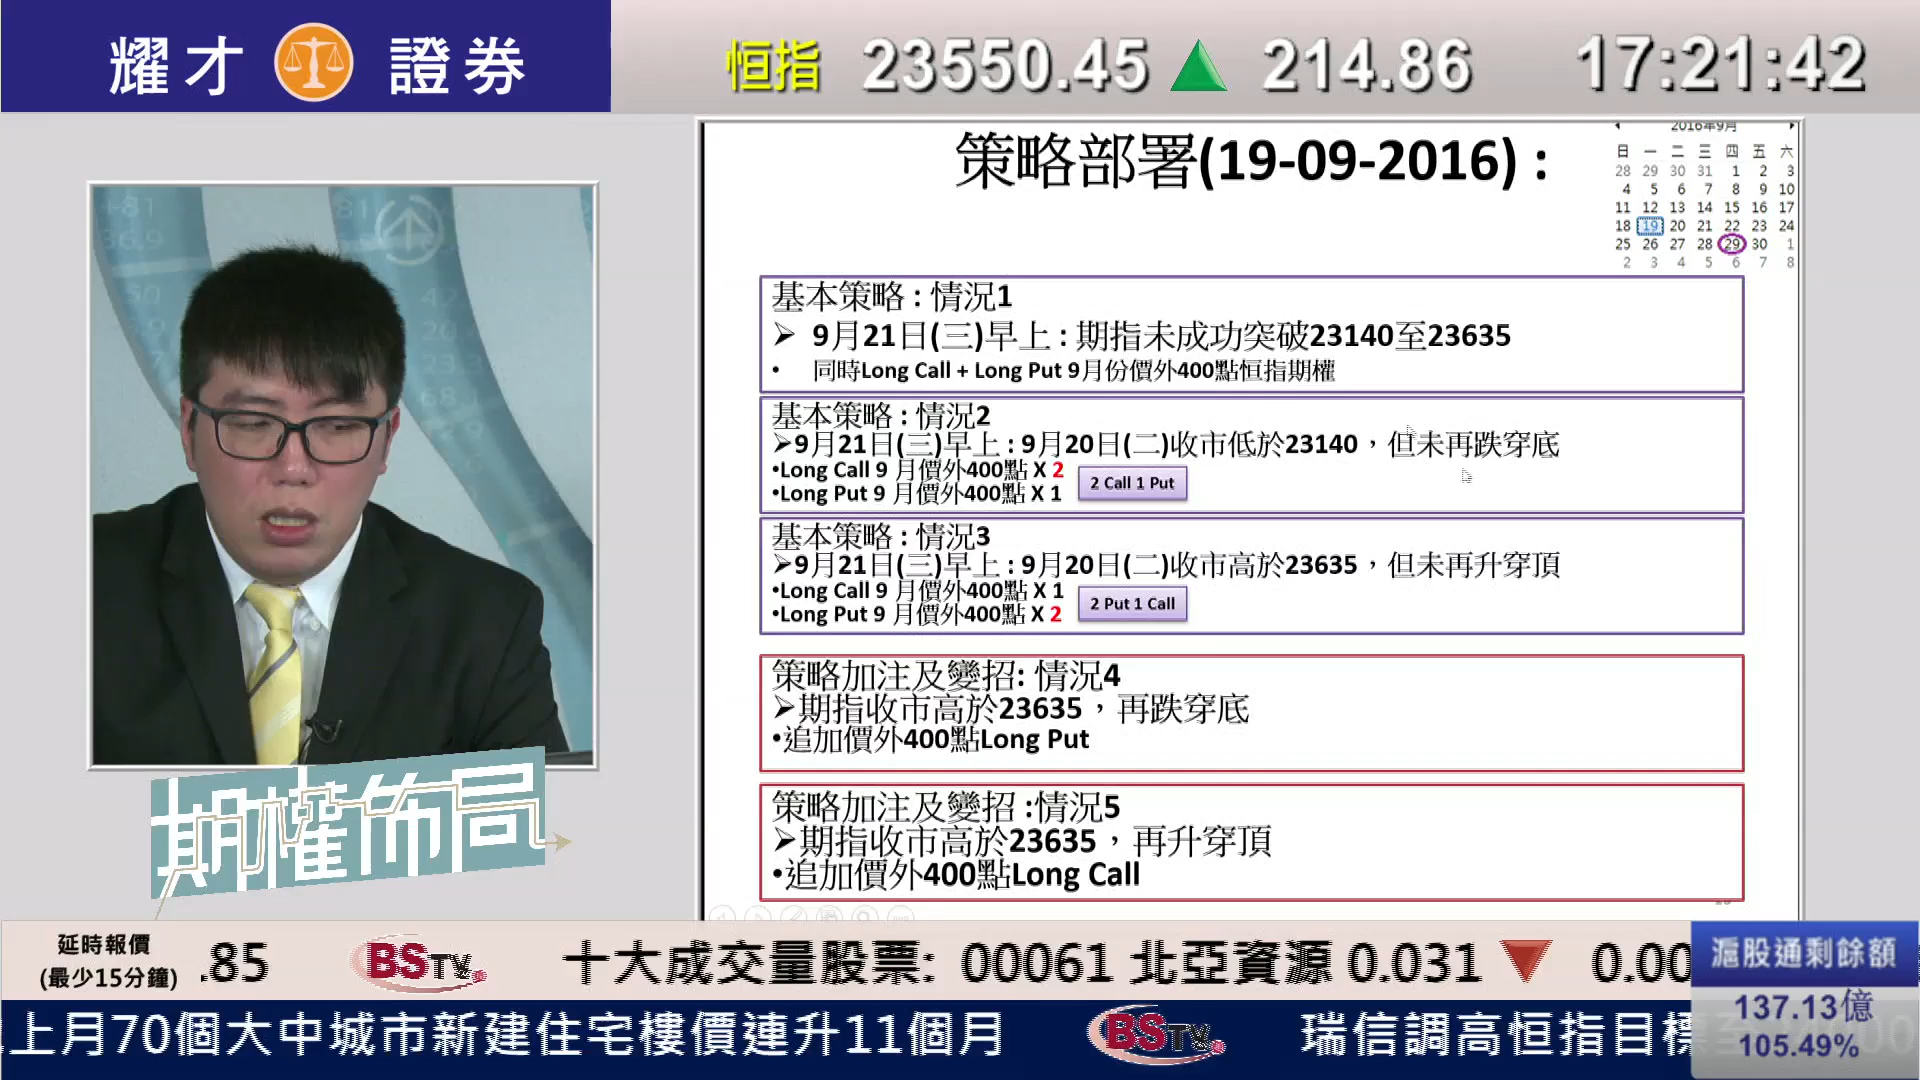 耀才 證券
恒指 23550.45 ▲ 214.86 17:21:42
策略部署(19-09-2016) :
2016年9月
日 一 二 三 四 五 六
28 29 30 31 1 2 3
4 5 6 7 8 9 10
11 12 13 14 15 16 17
18 19 20 21 22 23 24
25 26 27 28 29 30 1
2 3 4 5 6 7 8
基本策略 : 情況1
➢ 9月21日(三)早上 : 期指未成功突破23140至23635
• 同時Long Call + Long Put 9月份價外400點恒指期權
基本策略 : 情況2
➢9月21日(三)早上 : 9月20日(二)收市低於23140，但未再跌穿底
•Long Call 9 月價外400點 X 2
•Long Put 9 月價外400點 X 1
2 Call 1 Put
基本策略 : 情況3
➢9月21日(三)早上 : 9月20日(二)收市高於23635，但未再升穿頂
•Long Call 9 月價外400點 X 1
•Long Put 9 月價外400點 X 2
2 Put 1 Call
策略加注及變招: 情況4
➢期指收市高於23635，再跌穿底
•追加價外400點Long Put
策略加注及變招 :情況5
➢期指收市高於23635，再升穿頂
•追加價外400點Long Call
期權佈局
延時報價
(最少15分鐘)
.85 BSTV 十大成交量股票: 00061 北亞資源 0.031 ▼ 0.00
滬股通剩餘額
137.13億
105.49%
上月70個大中城市新建住宅樓價連升11個月 BSTV 瑞信調高恒指目標